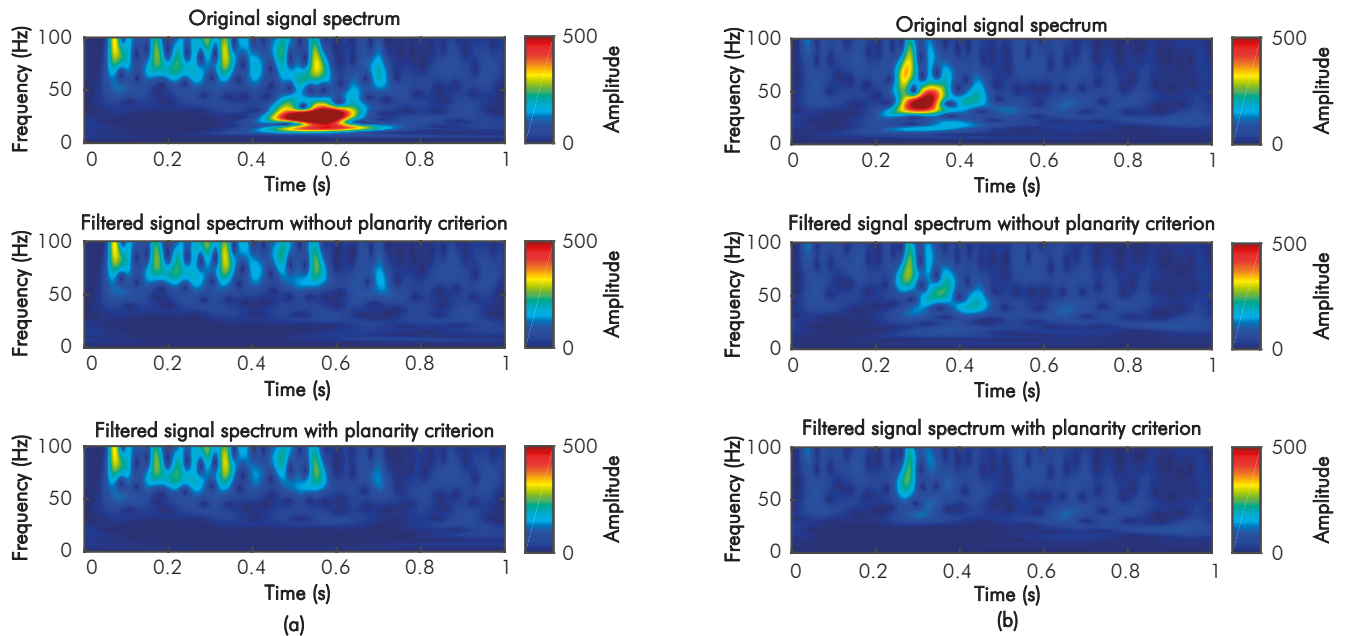 Original signal spectrum
Frequency (Hz)
100
50
0
0 0.2 0.4 0.6 0.8 1
Time (s)
500
0
Amplitude
Filtered signal spectrum without planarity criterion
Frequency (Hz)
100
50
0
0 0.2 0.4 0.6 0.8 1
Time (s)
500
0
Amplitude
Filtered signal spectrum with planarity criterion
Frequency (Hz)
100
50
0
0 0.2 0.4 0.6 0.8 1
Time (s)
500
0
Amplitude
(a)
Original signal spectrum
Frequency (Hz)
100
50
0
0 0.2 0.4 0.6 0.8 1
Time (s)
500
0
Amplitude
Filtered signal spectrum without planarity criterion
Frequency (Hz)
100
50
0
0 0.2 0.4 0.6 0.8 1
Time (s)
500
0
Amplitude
Filtered signal spectrum with planarity criterion
Frequency (Hz)
100
50
0
0 0.2 0.4 0.6 0.8 1
Time (s)
500
0
Amplitude
(b)